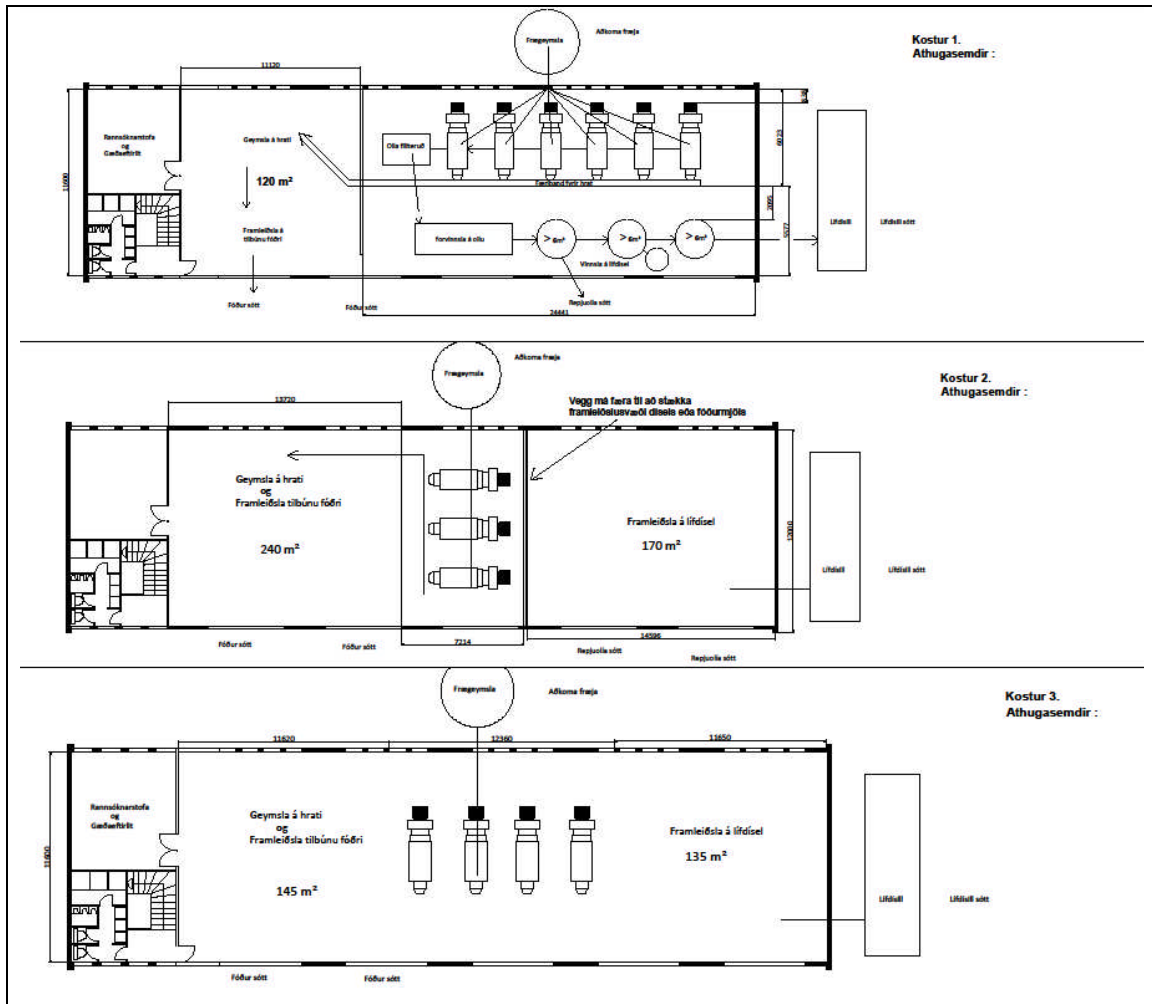 Frægeymsla
Aðkoma fræja
Kostur 1.
Athugasemdir :
11120
Rannsóknarstofa
og
Gæðaeftirlit
Geymsla á hrati
Olía filteruð
6023
11600
120 m²
Færiband fyrir hrat
2095
5577
Framleiðsla á
tilbúnu fóðri
forvinnsla á olíu
> 6m³
> 6m³
> 6m³
Lífdísill
Lífdísill sótt
Vinnsla á lífdísel
Fóður sótt
Fóður sótt
Repjuolía sótt
24441
Frægeymsla
Aðkoma fræja
Kostur 2.
Athugasemdir :
13720
Vegg má færa til að stækka
framleiðslusvæði dísels eða fóðurmjöls
Geymsla á hrati
og
Framleiðsla tilbúnu fóðri
240 m²
Framleiðsla á lífdísel
170 m²
12000
Lífdísill
Lífdísill sótt
Fóður sótt
Fóður sótt
7214
14596
Repjuolía sótt
Repjuolía sótt
Frægeymsla
Aðkoma fræja
Kostur 3.
Athugasemdir :
11620
12360
11650
Rannsóknarstofa
og
Gæðaeftirlit
Geymsla á hrati
og
Framleiðsla tilbúnu fóðri
145 m²
Framleiðsla á lífdísel
135 m²
11600
Lífdísill
Lífdísill sótt
Fóður sótt
Fóður sótt